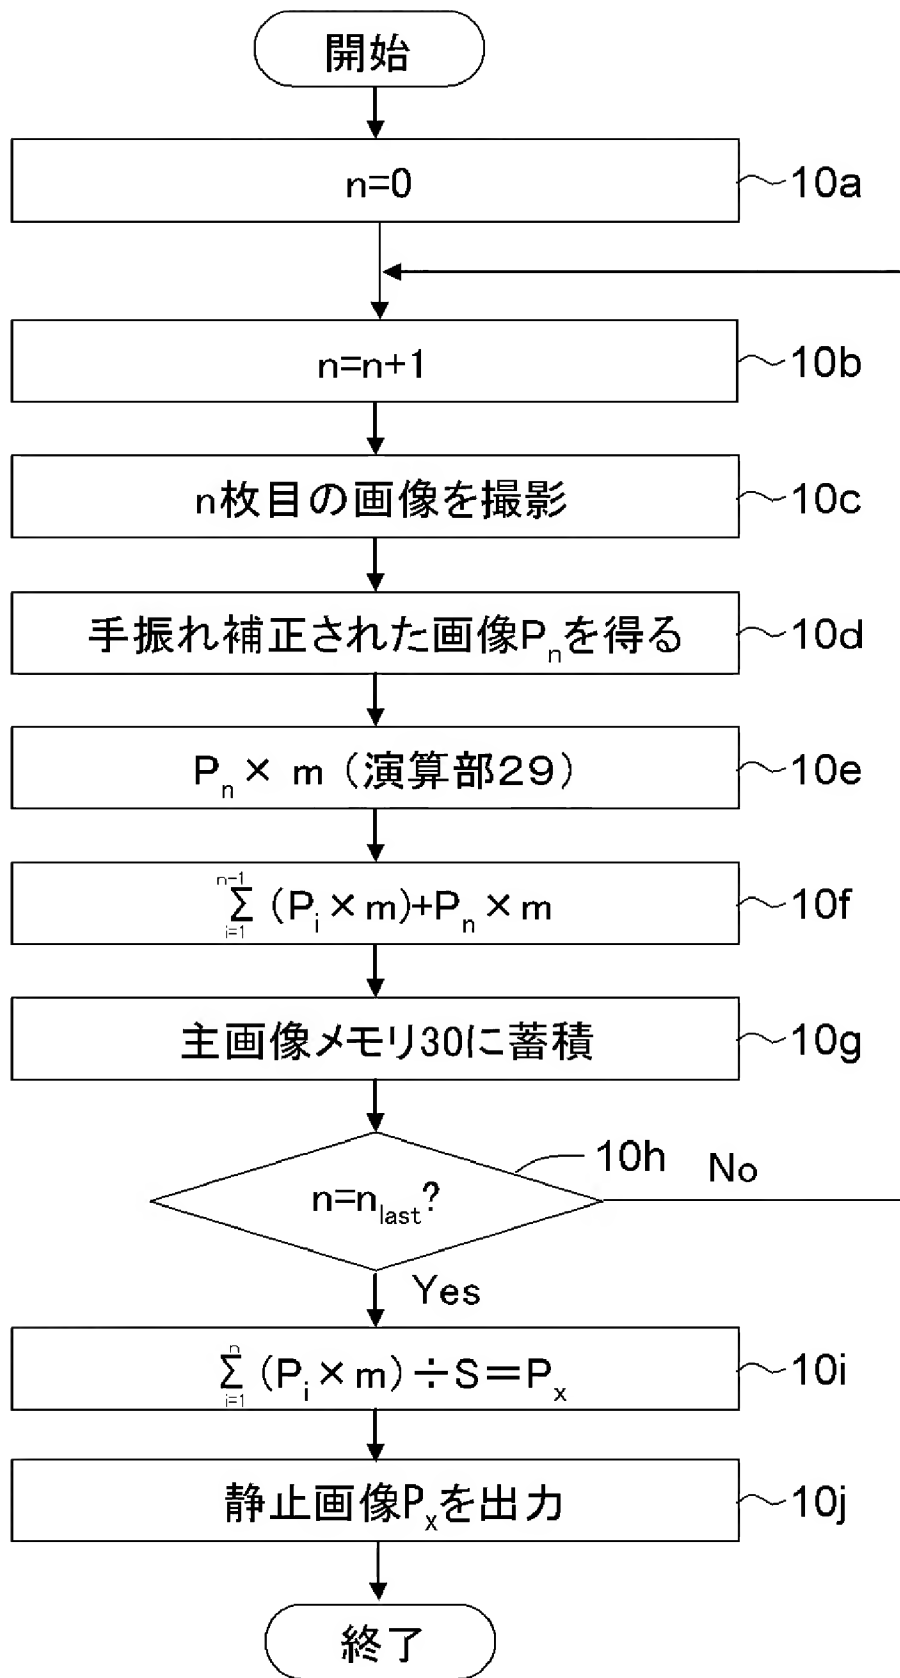 開始
n=0
10a
n=n+1
10b
n枚目の画像を撮影
10c
手振れ補正された画像Pnを得る
10d
Pn× m (演算部29)
10e
n-1
Σ (Pi×m)+Pn×m
i=1
10f
主画像メモリ30に蓄積
10g
n=nlast?
10h
No
Yes
n
Σ (Pi×m)÷S=Px
i=1
10i
静止画像Pxを出力
10j
終了